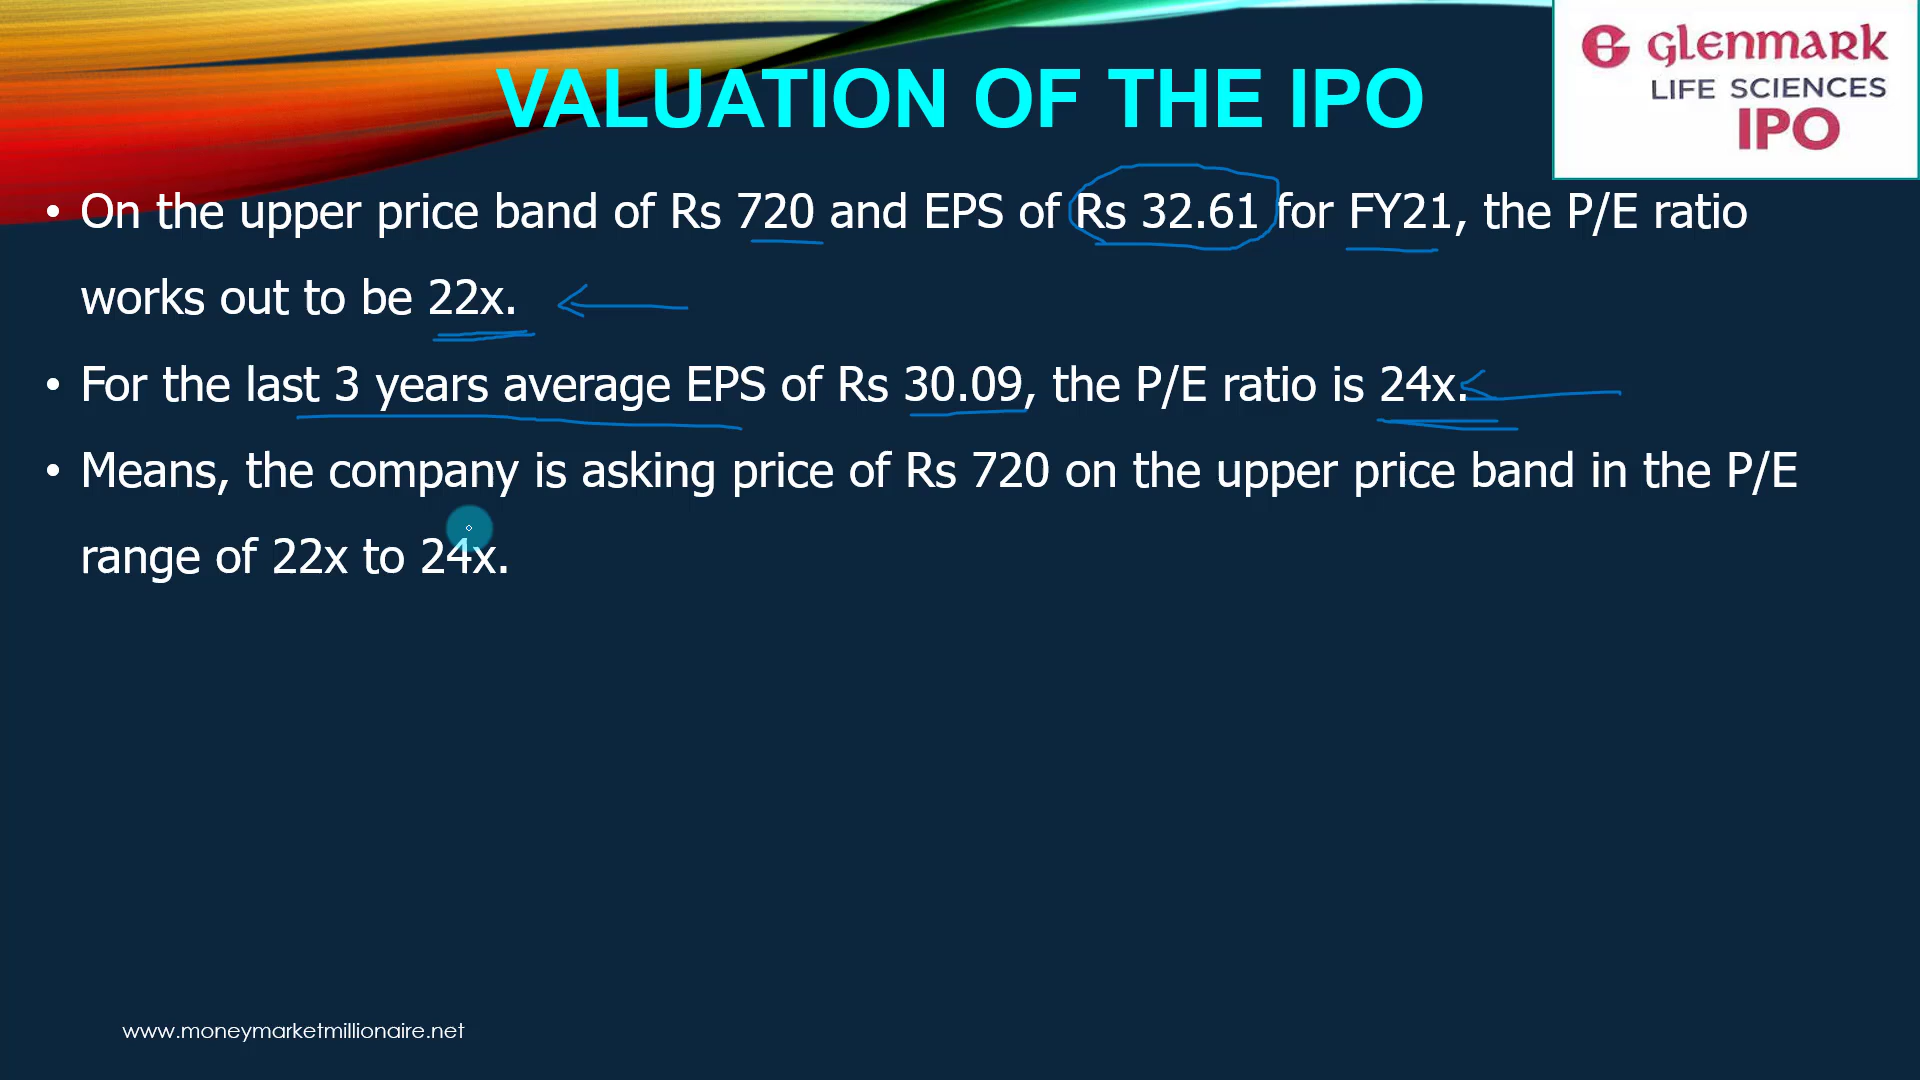 GLENMARK
LIFE SCIENCES
IPO
VALUATION OF THE IPO
• On the upper price band of Rs 720 and EPS of Rs 32.61 for FY21, the P/E ratio
works out to be 22x.
• For the last 3 years average EPS of Rs 30.09, the P/E ratio is 24x.
• Means, the company is asking price of Rs 720 on the upper price band in the P/E
range of 22x to 24x.
www.moneymarketmillionaire.net